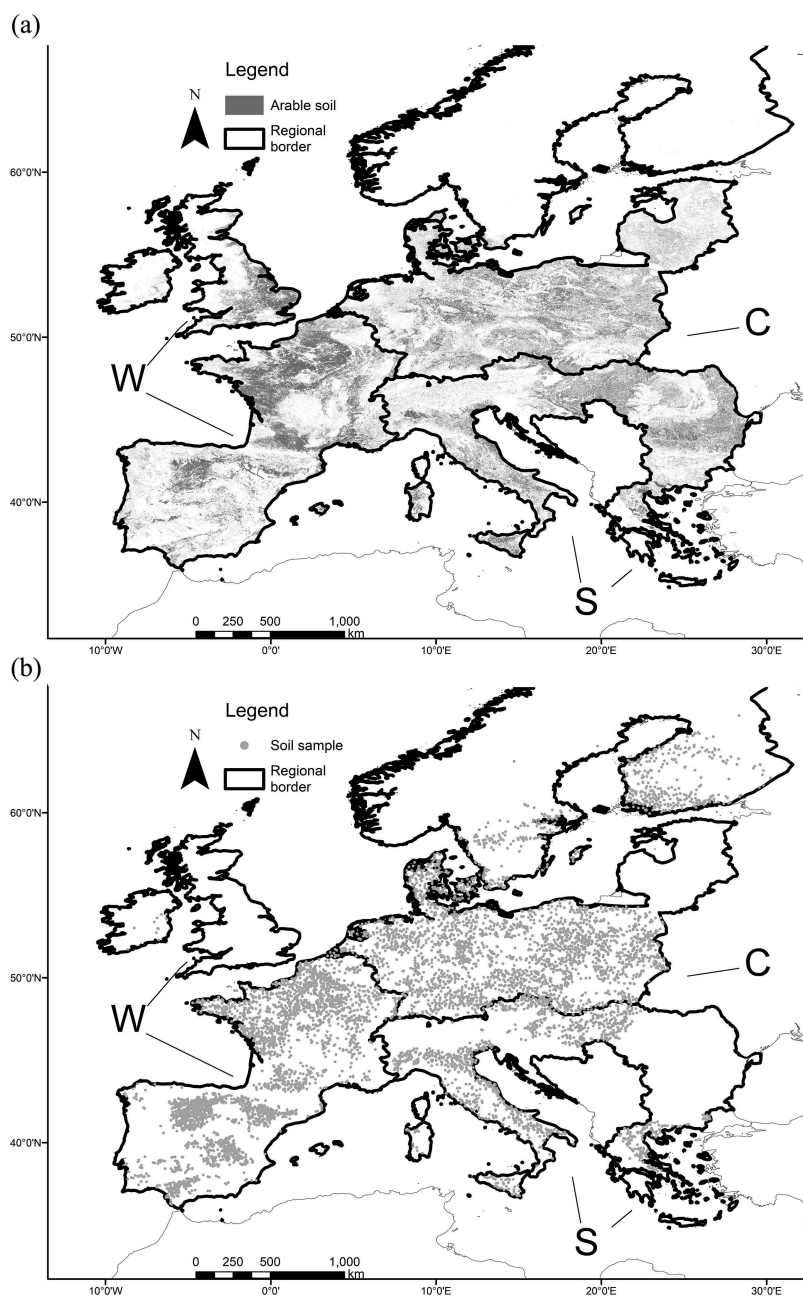 (a)
Legend
N
Arable soil
Regional
border
60°0'N
50°0'N
C
W
40°0'N
S
0 250 500 1,000
km
10°0'W 0°0' 10°0'E 20°0'E 30°0'E
(b)
Legend
N
Soil sample
Regional
border
60°0'N
50°0'N
C
W
40°0'N
S
0 250 500 1,000
km
10°0'W 0°0' 10°0'E 20°0'E 30°0'E